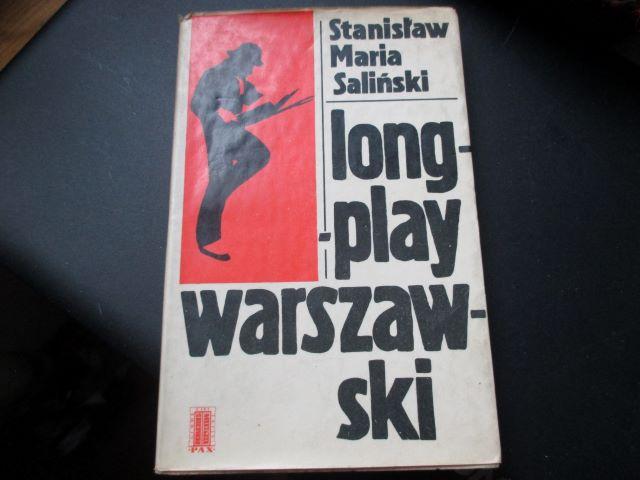 Stanisław
Maria
Saliński
long-
-play
warszaw-
ski
PAX